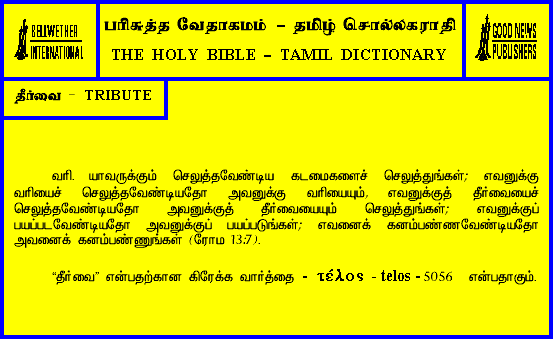 BELLWETHER
INTERNATIONAL
பரிசுத்த வேதாகமம் – தமிழ் சொல்லகராதி
THE HOLY BIBLE – TAMIL DICTIONARY
GOOD NEWS
PUBLISHERS
தீர்வை – TRIBUTE
வரி. யாவருக்கும் செலுத்தவேண்டிய கடமைகளைச் செலுத்துங்கள்; எவனுக்கு
வரியைச் செலுத்தவேண்டியதோ அவனுக்கு வரியையும், எவனுக்குத் தீர்வையைச்
செலுத்தவேண்டியதோ அவனுக்குத் தீர்வையையும் செலுத்துங்கள்; எவனுக்குப்
பயப்படவேண்டியதோ அவனுக்குப் பயப்படுங்கள்; எவனைக் கனம்பண்ணவேண்டியதோ
அவனைக் கனம்பண்ணுங்கள் (ரோம 13:7).
“தீர்வை” என்பதற்கான கிரேக்க வார்த்தை - τέλος - telos - 5056 என்பதாகும்.